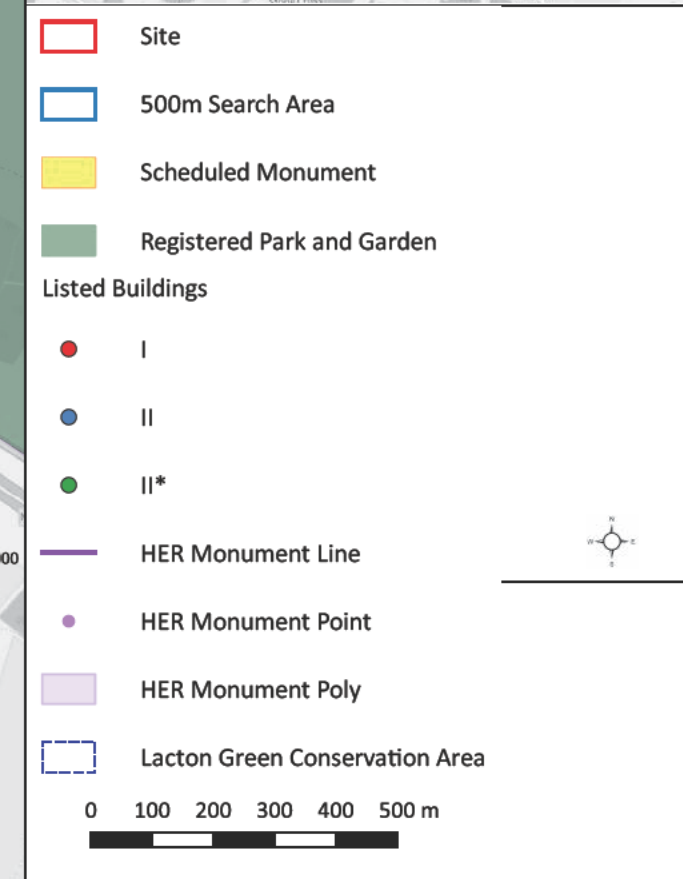 Site
500m Search Area
Scheduled Monument
Registered Park and Garden
Listed Buildings
I
II
II*
N
W E
S
00
HER Monument Line
HER Monument Point
HER Monument Poly
Lacton Green Conservation Area
0 100 200 300 400 500 m